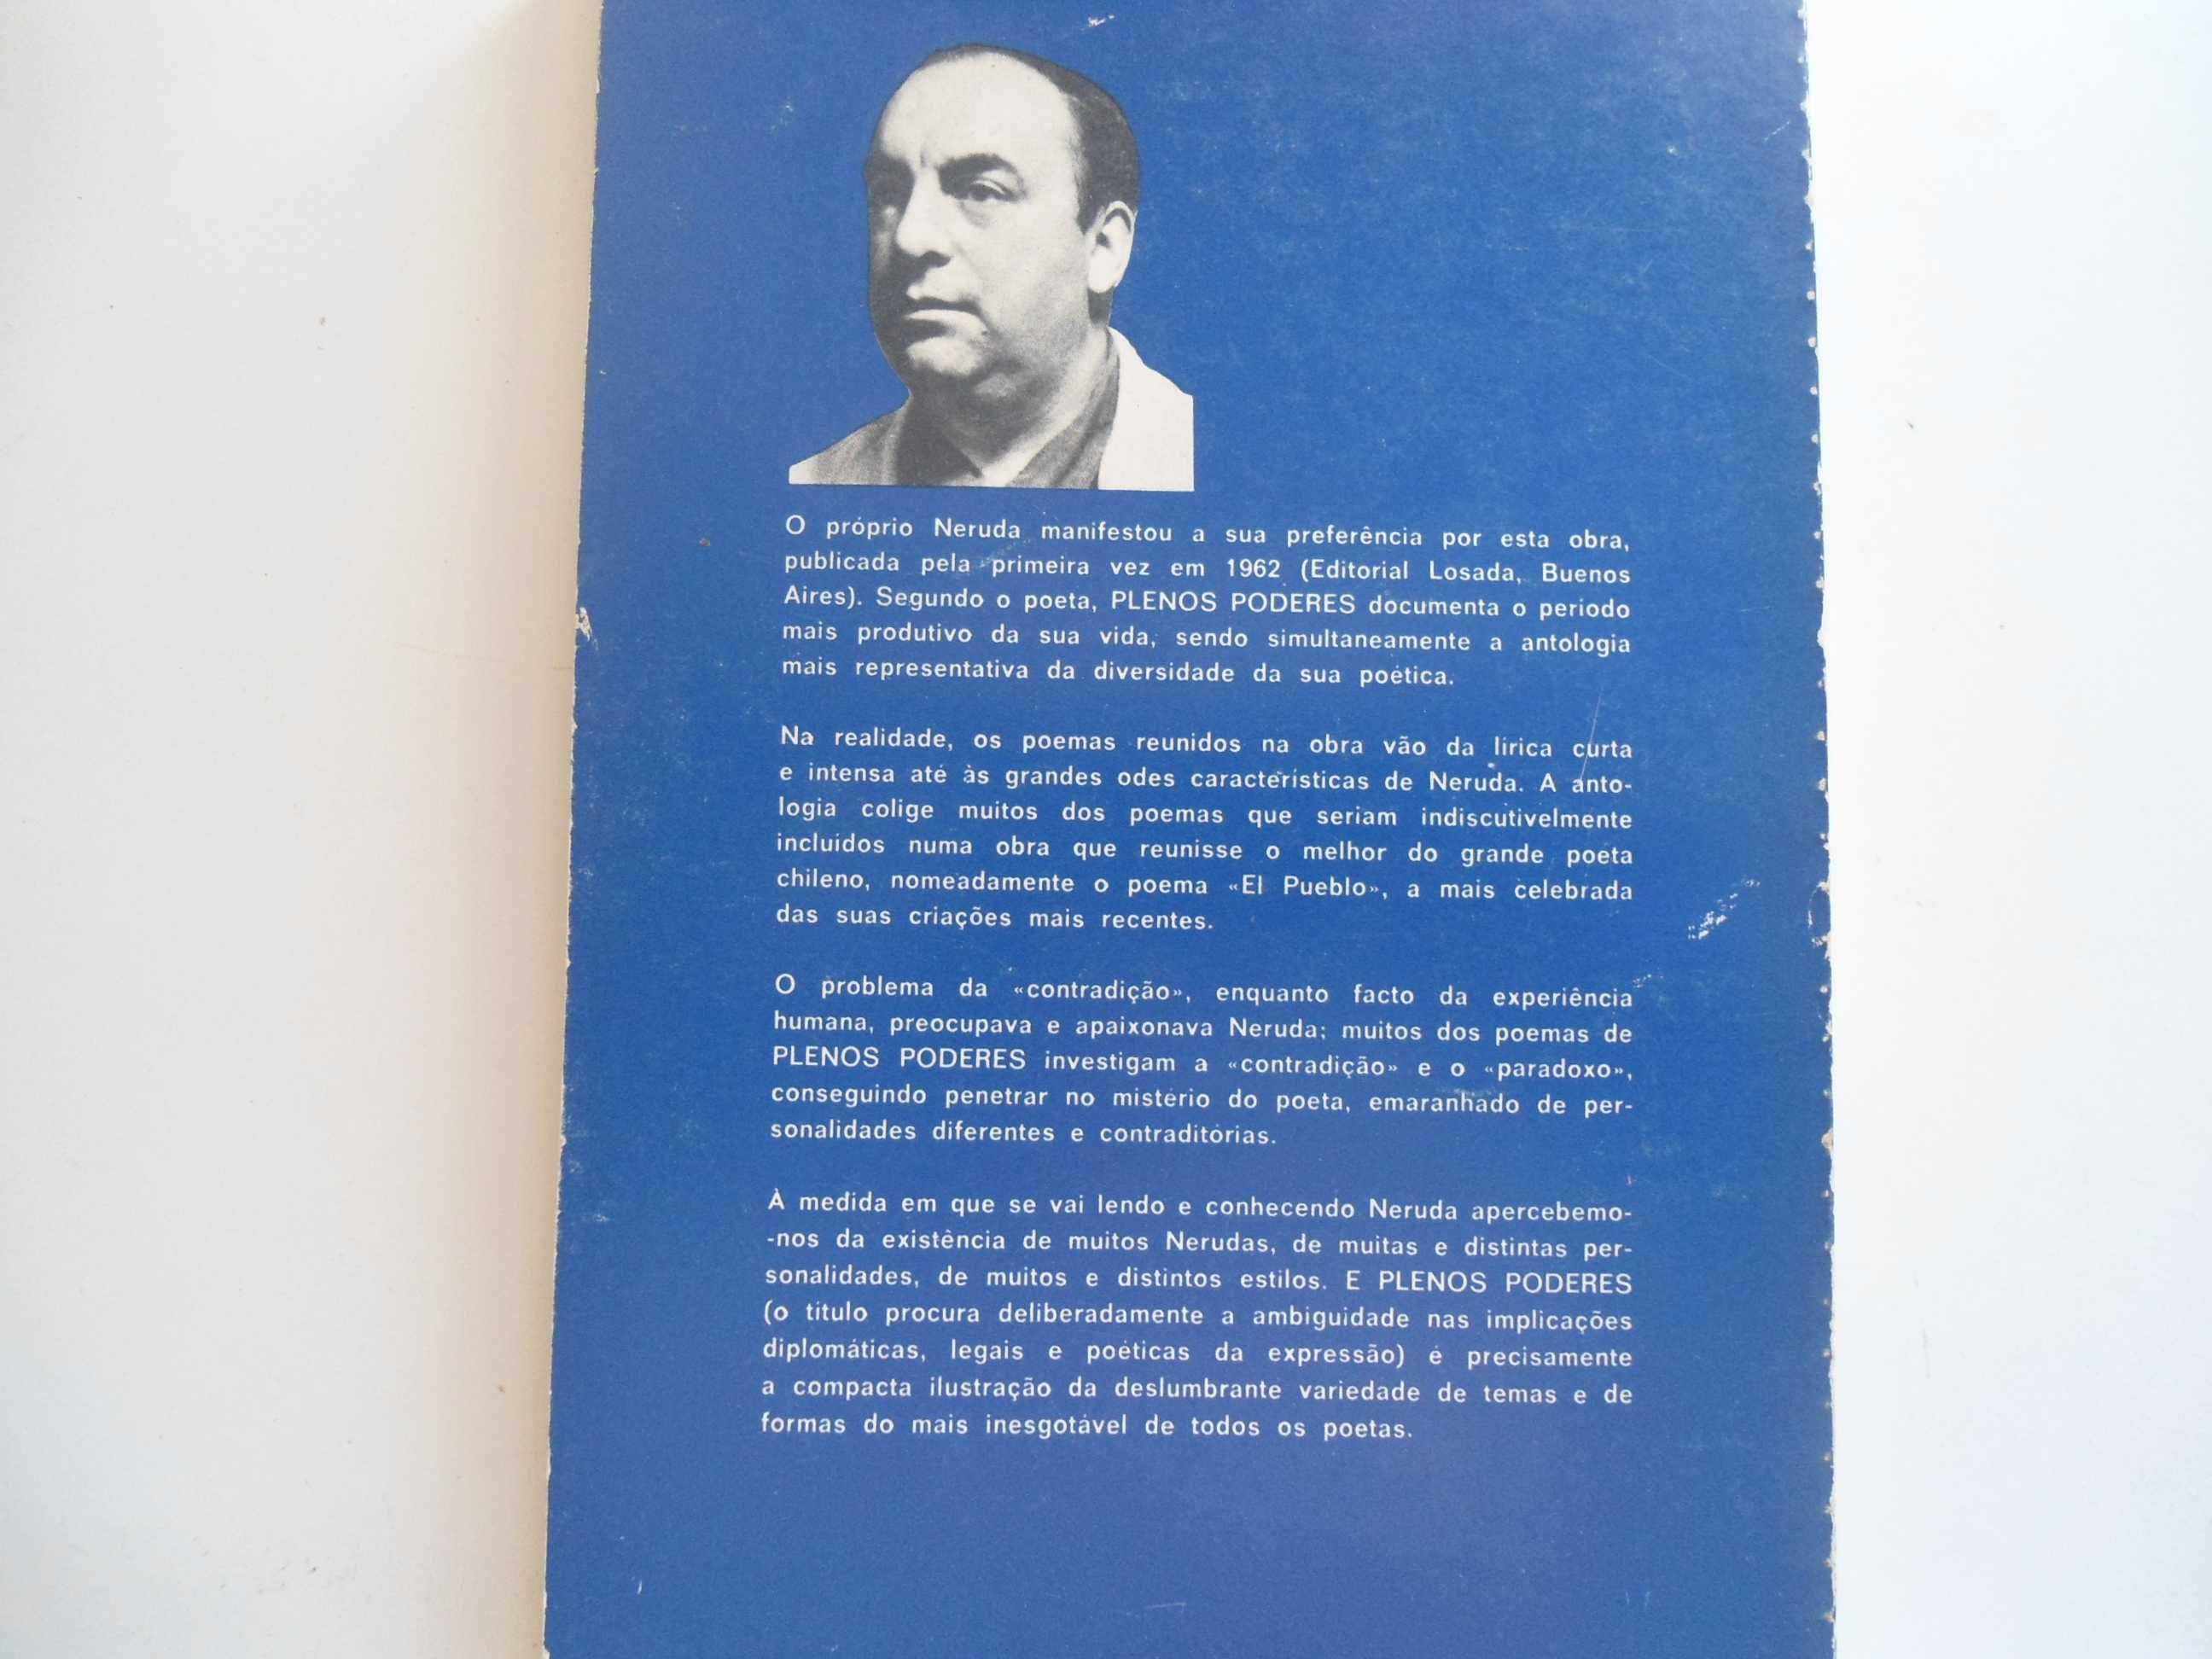 O próprio Neruda manifestou a sua preferência por esta obra,
publicada pela primeira vez em 1962 (Editorial Losada, Buenos
Aires). Segundo o poeta, PLENOS PODERES documenta o período
mais produtivo da sua vida, sendo simultaneamente a antologia
mais representativa da diversidade da sua poética.
Na realidade, os poemas reunidos na obra vão da lírica curta
e intensa até às grandes odes características de Neruda. A anto-
logia colige muitos dos poemas que seriam indiscutivelmente
incluídos numa obra que reunisse o melhor do grande poeta
chileno, nomeadamente o poema «El Pueblo», a mais celebrada
das suas criações mais recentes.
O problema da «contradição», enquanto facto da experiência
humana, preocupava e apaixonava Neruda; muitos dos poemas de
PLENOS PODERES investigam a «contradição» e o «paradoxo»,
conseguindo penetrar no mistério do poeta, emaranhado de per-
sonalidades diferentes e contraditórias.
À medida em que se vai lendo e conhecendo Neruda apercebemo-
-nos da existência de muitos Nerudas, de muitas e distintas per-
sonalidades, de muitos e distintos estilos. E PLENOS PODERES
(o título procura deliberadamente a ambiguidade nas implicações
diplomáticas, legais e poéticas da expressão) é precisamente
a compacta ilustração da deslumbrante variedade de temas e de
formas do mais inesgotável de todos os poetas.